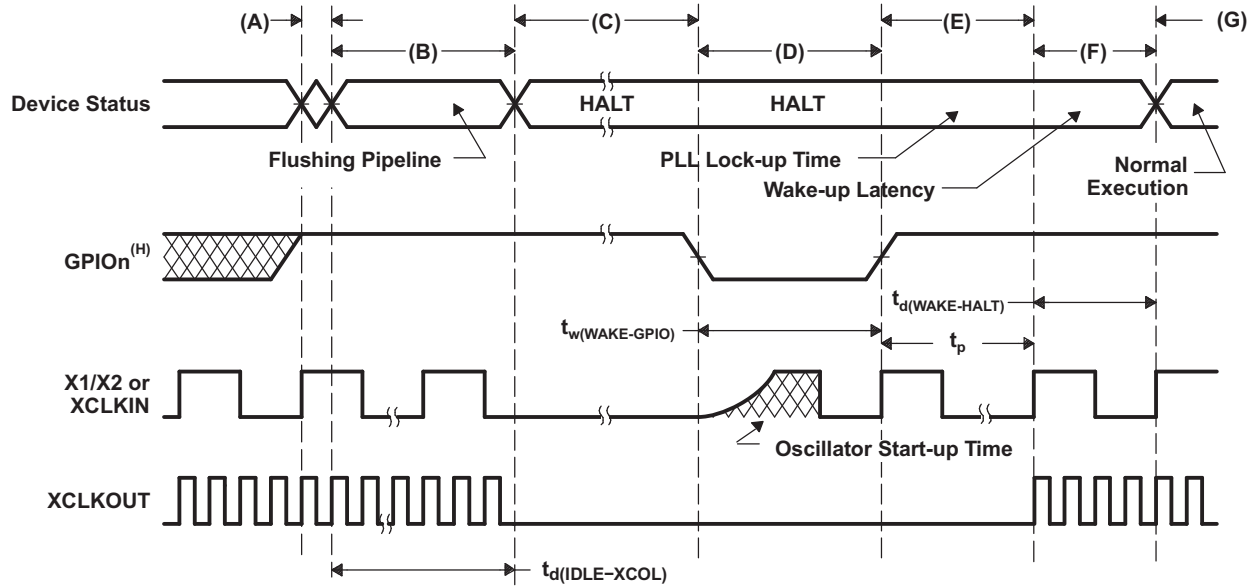 (A)
(C)
(E)
(G)
(B)
(D)
(F)
Device Status
HALT
HALT
Flushing Pipeline
PLL Lock-up Time
Wake-up Latency
Normal
Execution
GPIOn(H)
td(WAKE-HALT)
tw(WAKE-GPIO)
tp
X1/X2 or
XCLKIN
Oscillator Start-up Time
XCLKOUT
td(IDLE−XCOL)